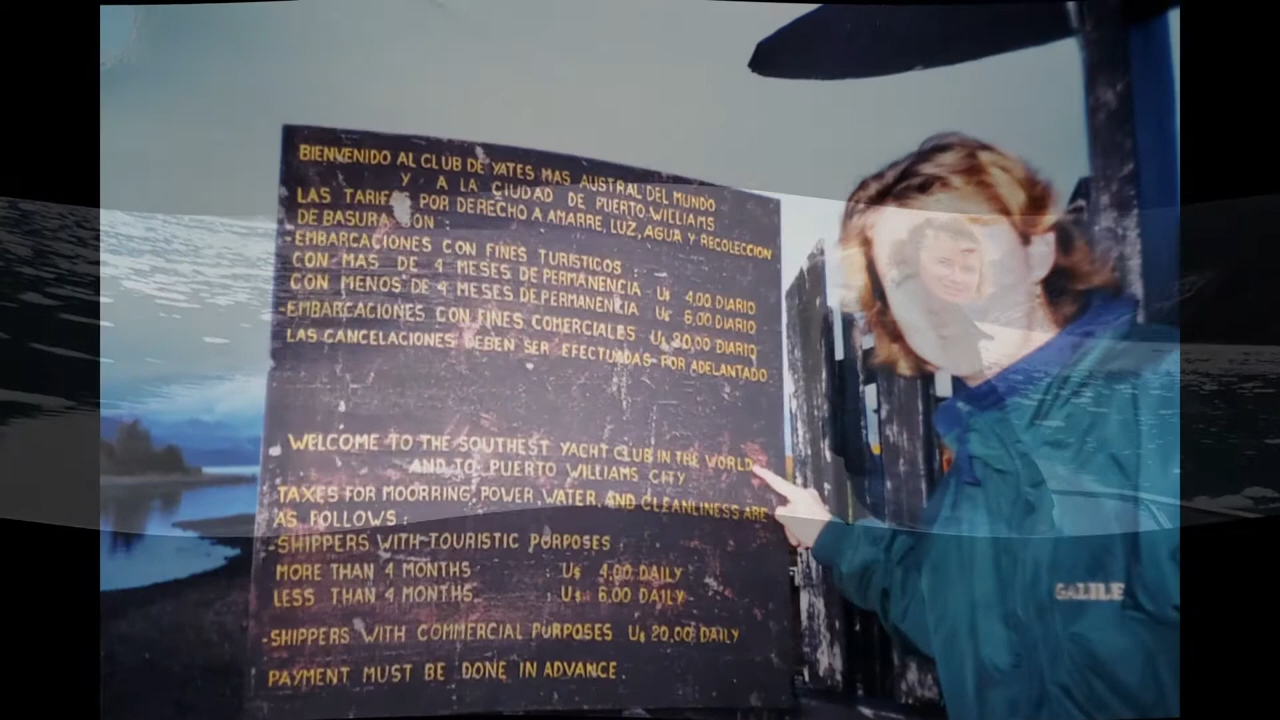 BIENVENIDO AL CLUB DE YATES MAS AUSTRAL DEL MUNDO
Y A LA CIUDAD DE PUERTO WILLIAMS
LAS TARIFAS POR DERECHO A AMARRE, LUZ, AGUA Y RECOLECCION
DE BASURA SON :
-EMBARCACIONES CON FINES TURISTICOS :
CON MAS DE 4 MESES DE PERMANENCIA U$ 4,00 DIARIO
CON MENOS DE 4 MESES DE PERMANENCIA U$ 6,00 DIARIO
-EMBARCACIONES CON FINES COMERCIALES U$ 20,00 DIARIO
LAS CANCELACIONES DEBEN SER EFECTUADAS POR ADELANTADO
WELCOME TO THE SOUTHEST YACHT CLUB IN THE WORLD
AND TO PUERTO WILLIAMS CITY
TAXES FOR MOORRING, POWER, WATER, AND CLEANLINESS ARE
AS FOLLOWS :
-SHIPPERS WITH TOURISTIC PURPOSES
MORE THAN 4 MONTHS : U$ 4,00 DAILY
LESS THAN 4 MONTHS : U$ 6,00 DAILY
-SHIPPERS WITH COMMERCIAL PURPOSES U$ 20,00 DAILY
PAYMENT MUST BE DONE IN ADVANCE.
GALILE